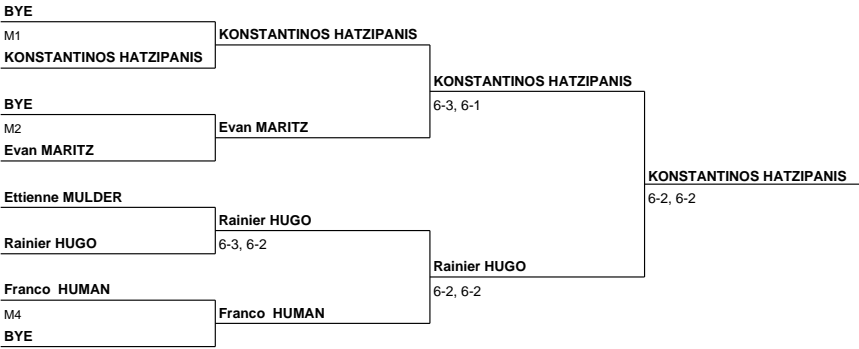 BYE
M1
KONSTANTINOS HATZIPANIS
KONSTANTINOS HATZIPANIS
KONSTANTINOS HATZIPANIS
6-3, 6-1
BYE
M2
Evan MARITZ
Evan MARITZ
KONSTANTINOS HATZIPANIS
6-2, 6-2
Ettienne MULDER
Rainier HUGO
Rainier HUGO
6-3, 6-2
Rainier HUGO
6-2, 6-2
Franco HUMAN
M4
Franco HUMAN
BYE